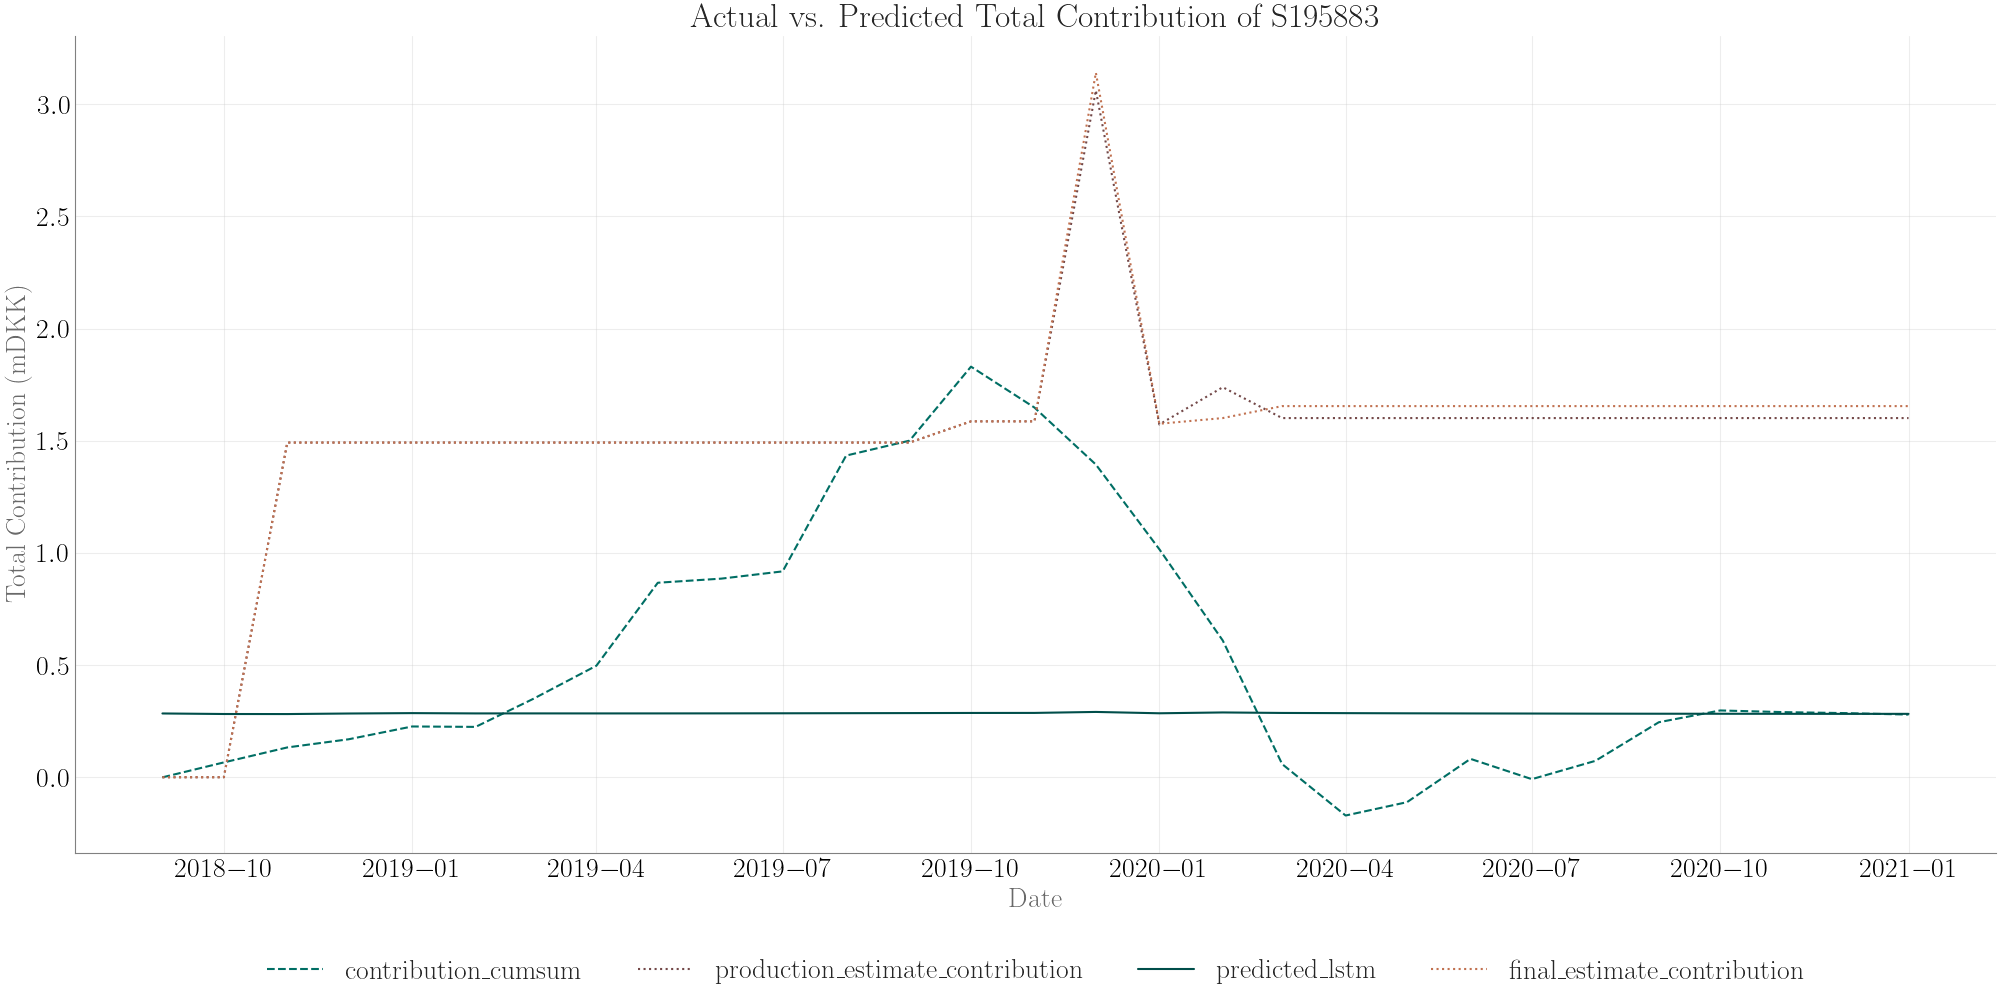 Actual vs. Predicted Total Contribution of S195883
Total Contribution (mDKK)
3.0
2.5
2.0
1.5
1.0
0.5
0.0
2018−10 2019−01 2019−04 2019−07 2019−10 2020−01 2020−04 2020−07 2020−10 2021−01
Date
contribution_cumsum production_estimate_contribution predicted_lstm final_estimate_contribution